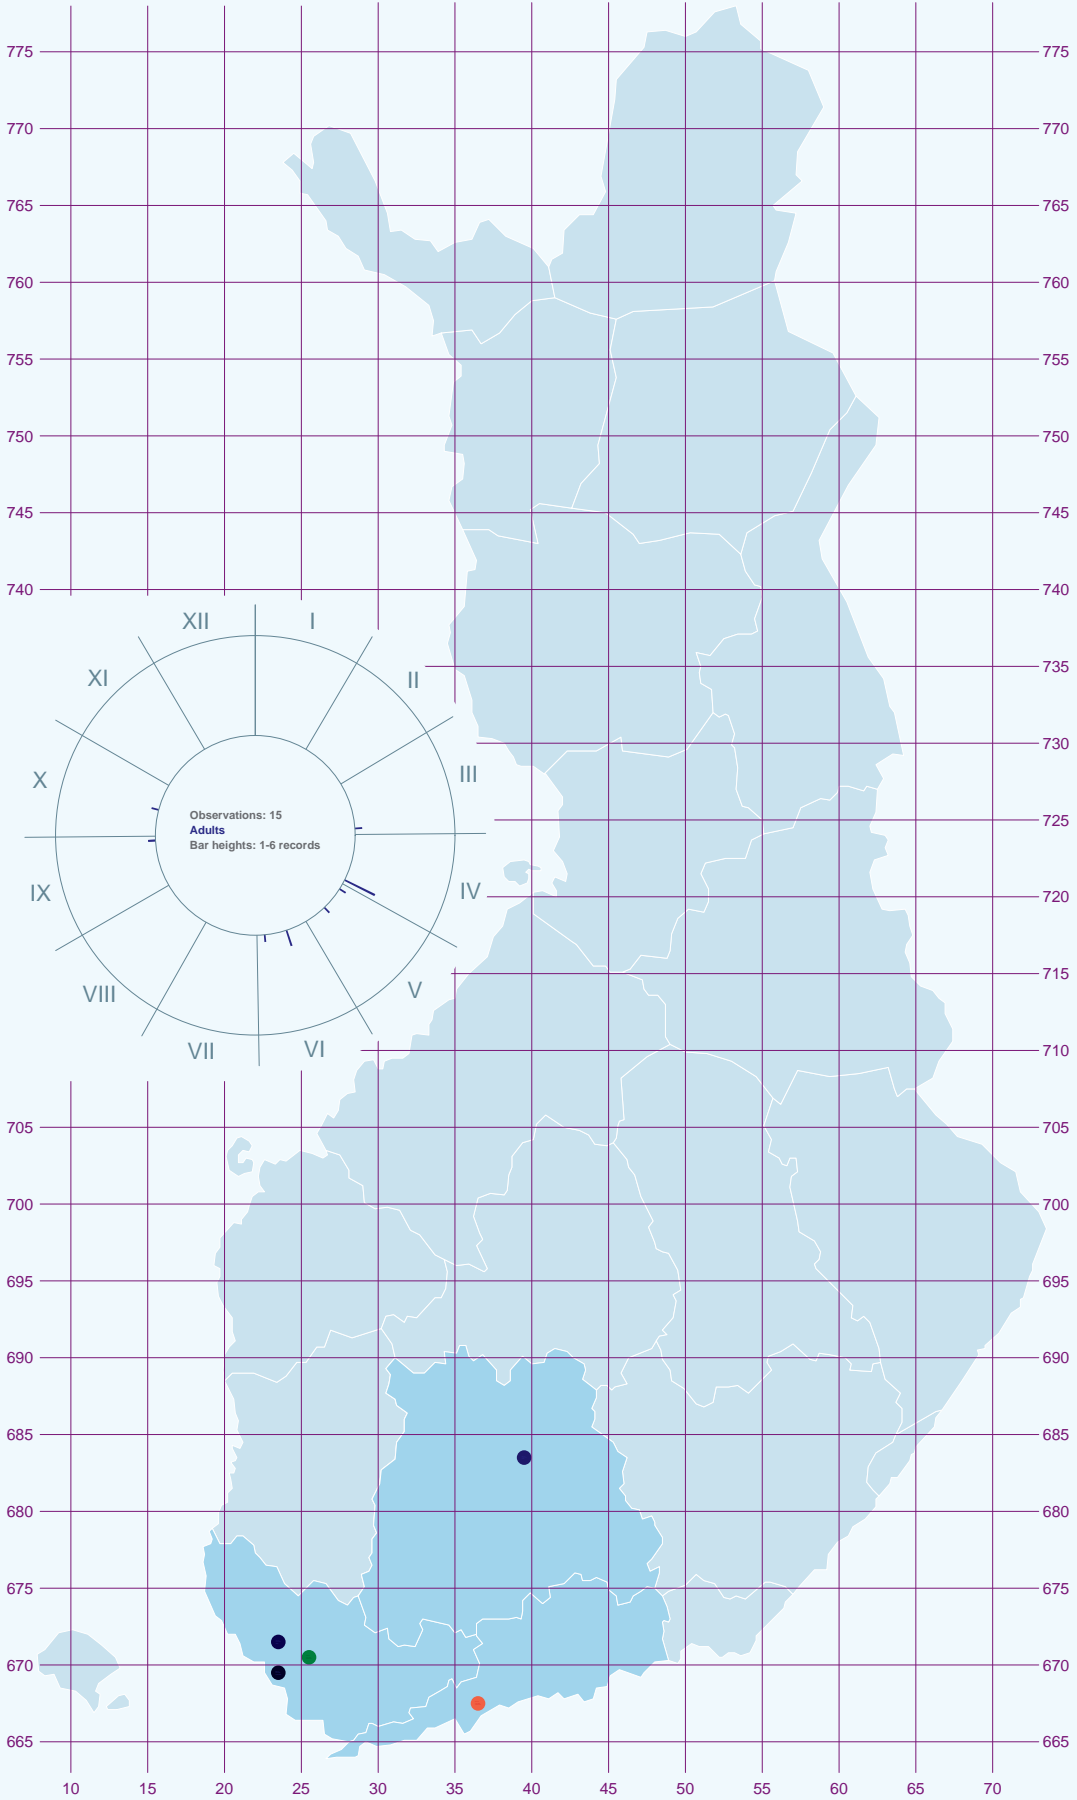 775 775
770 770
765 765
760 760
755 755
750 750
745 745
740 740
XII I
XI II
735
730
X III
Observations: 15
Adults
Bar heights: 1-6 records
725
IX IV
720
VIII V
715
VII VI
710
705 705
700 700
695 695
690 690
685 685
680 680
675 675
670 670
665 665
10 15 20 25 30 35 40 45 50 55 60 65 70